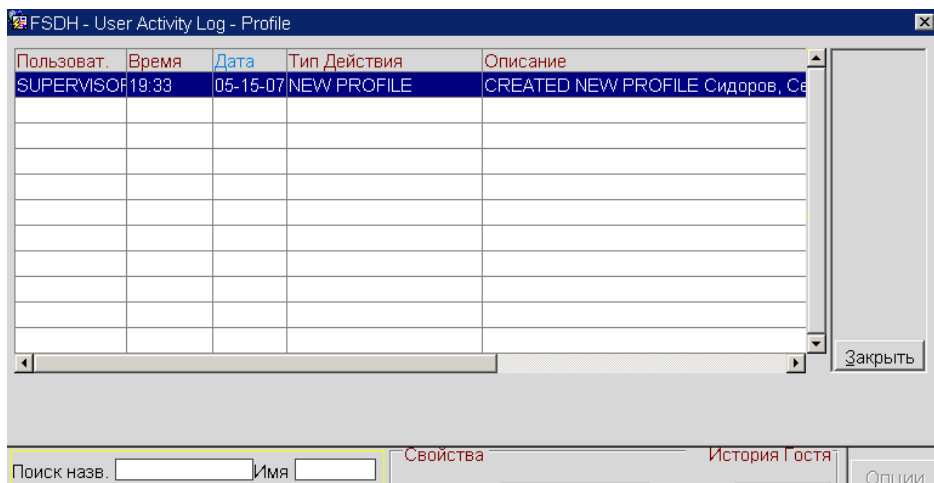 FSDH - User Activity Log - Profile
Пользоват. Время Дата Тип Действия Описание
19:33 05-15-07 NEW PROFILE CREATED NEW PROFILE Сидоров,
Закрыть
Свойства История Гостя
Поиск назв. Имя
Опции